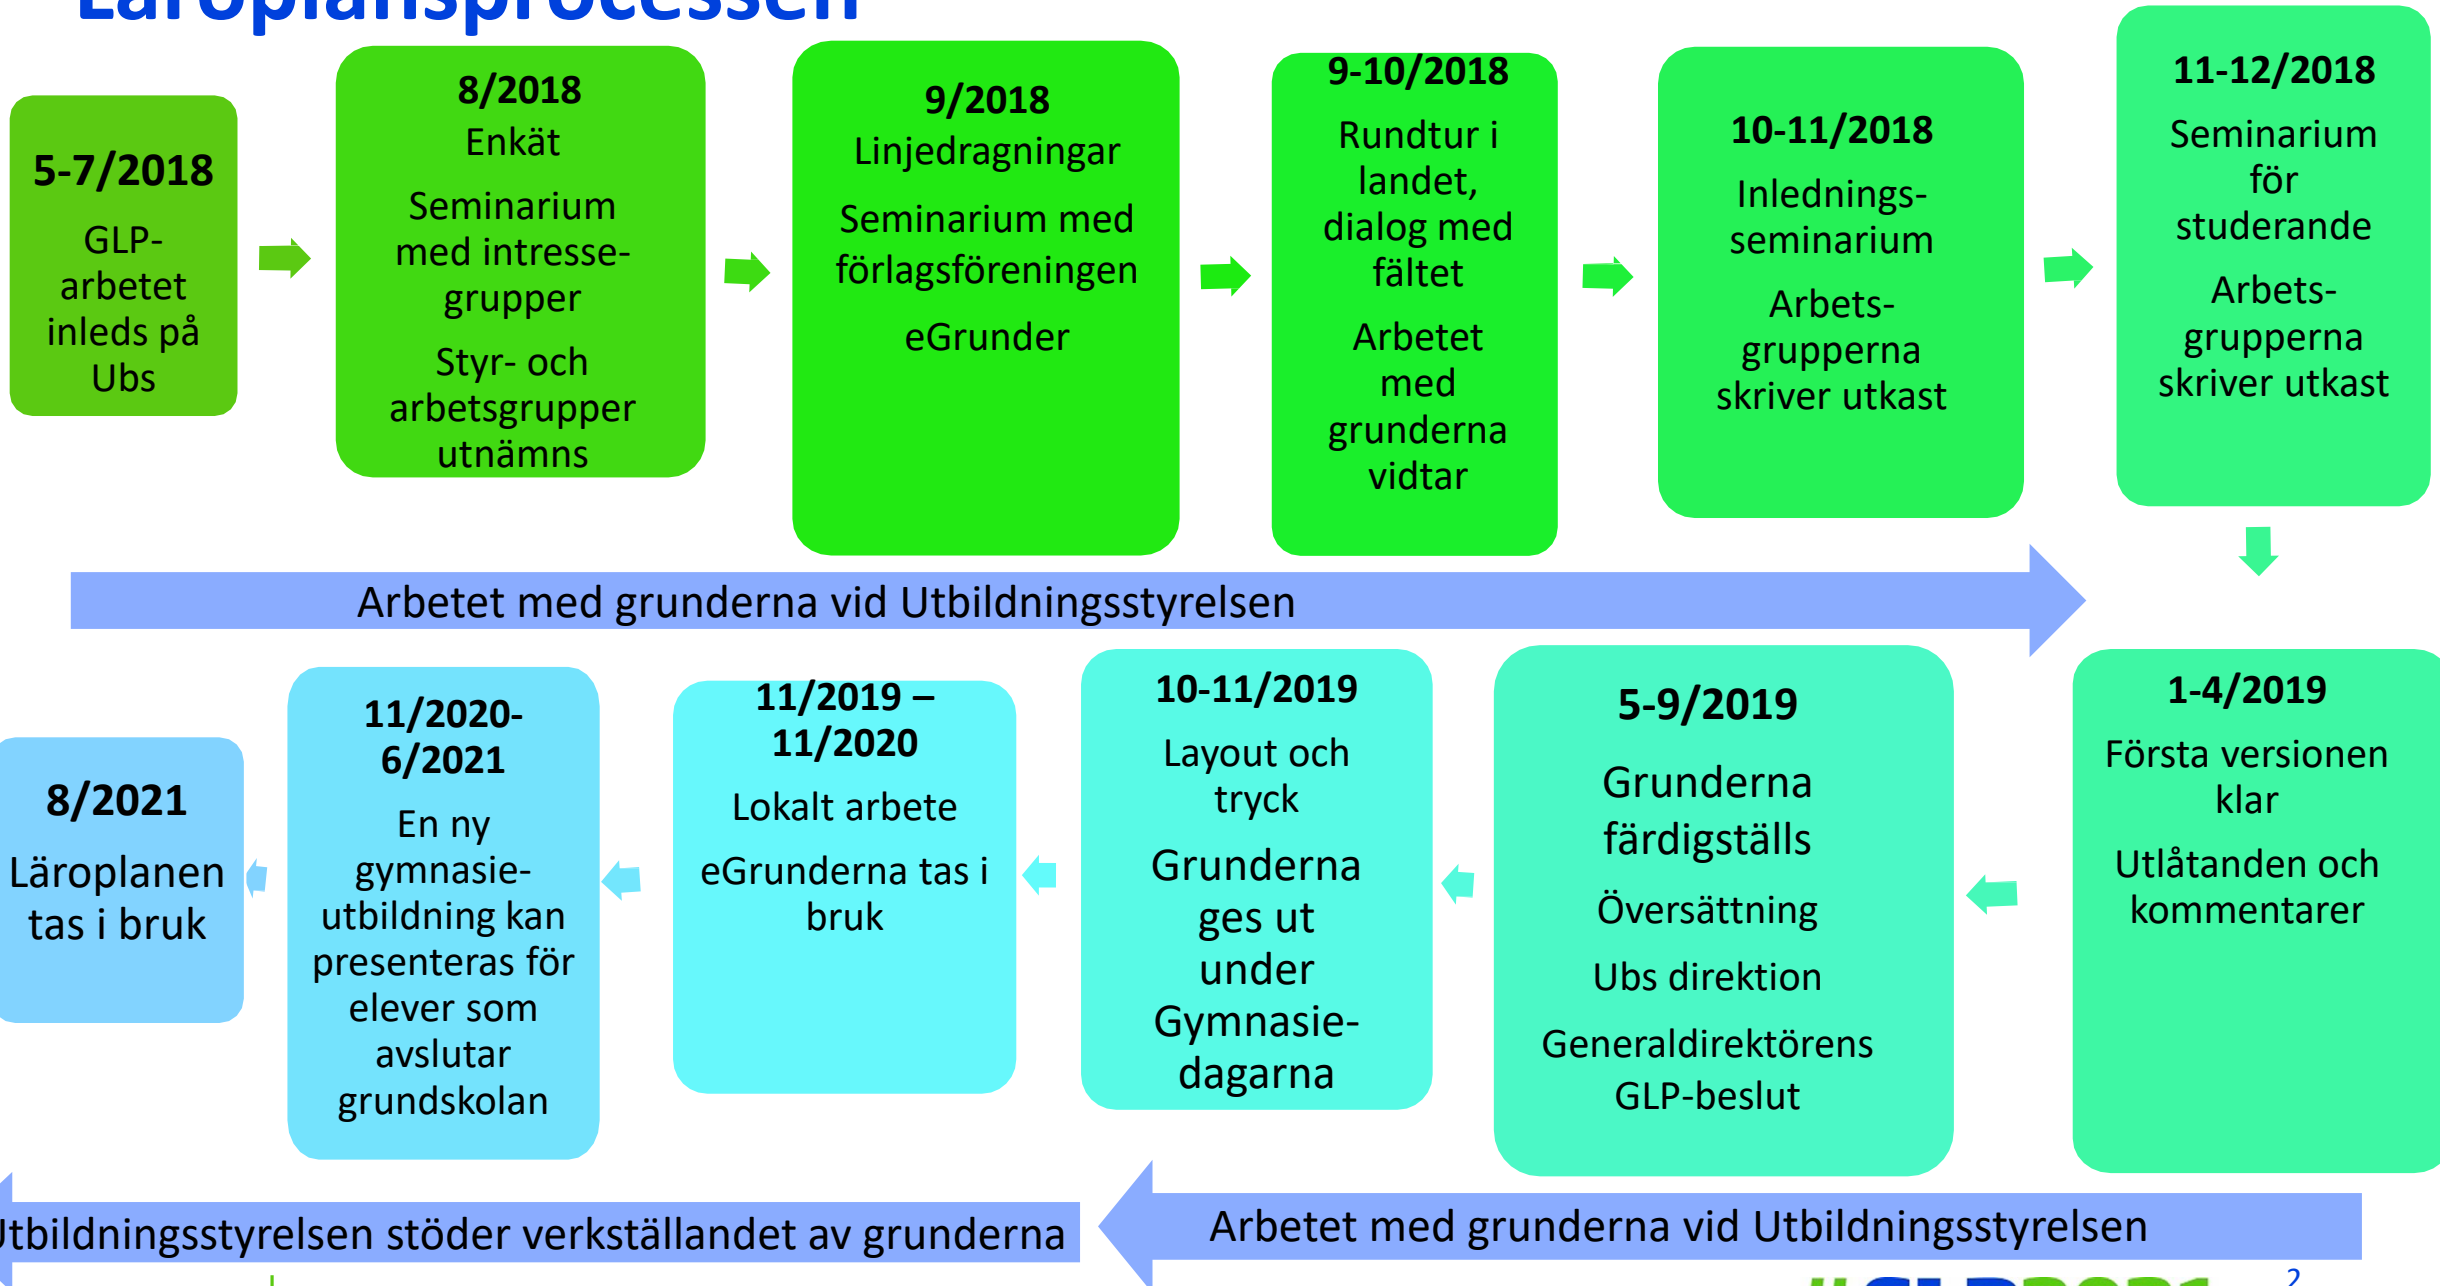 Läroplansprocessen
5-7/2018
GLP-
arbetet
inleds på
Ubs
8/2018
Enkät
Seminarium
med intresse-
grupper
Styr- och
arbetsgrupper
utnämns
9/2018
Linjedragningar
Seminarium med
förlagsföreningen
eGrunder
9-10/2018
Rundtur i
landet,
dialog med
fältet
Arbetet
med
grunderna
vidtar
10-11/2018
Inlednings-
seminarium
Arbets-
grupperna
skriver utkast
11-12/2018
Seminarium
för
studerande
Arbets-
grupperna
skriver utkast
Arbetet med grunderna vid Utbildningsstyrelsen
1-4/2019
Första versionen
klar
Utlåtanden och
kommentarer
5-9/2019
Grunderna
färdigställs
Översättning
Ubs direktion
Generaldirektörens
GLP-beslut
10-11/2019
Layout och
tryck
Grunderna
ges ut
under
Gymnasie-
dagarna
11/2019 –
11/2020
Lokalt arbete
eGrunderna tas i
bruk
11/2020-
6/2021
En ny
gymnasie-
utbildning kan
presenteras för
elever som
avslutar
grundskolan
8/2021
Läroplanen
tas i bruk
Arbetet med grunderna vid Utbildningsstyrelsen
Utbildningsstyrelsen stöder verkställandet av grunderna
#GLP2021
2